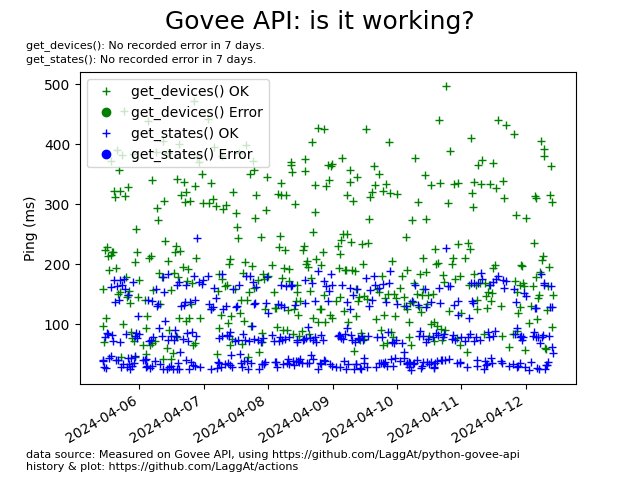 Govee API: is it working?
get_devices(): No recorded error in 7 days.
get_states(): No recorded error in 7 days.
get_devices() OK
get_devices() Error
get_states() OK
get_states() Error
Ping (ms)
500
400
300
200
100
2024-04-06
2024-04-07
2024-04-08
2024-04-09
2024-04-10
2024-04-11
2024-04-12
data source: Measured on Govee API, using https://github.com/LaggAt/python-govee-api
history & plot: https://github.com/LaggAt/actions